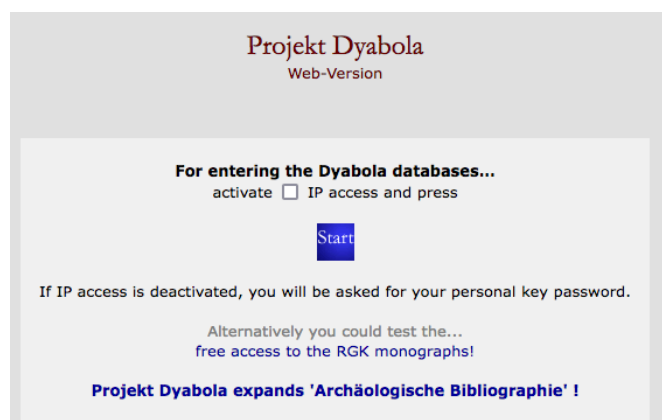 Projekt Dyabola
Web-Version
For entering the Dyabola databases...
activate IP access and press
Start
If IP access is deactivated, you will be asked for your personal key password.
Alternatively you could test the...
free access to the RGK monographs!
Projekt Dyabola expands 'Archäologische Bibliographie' !